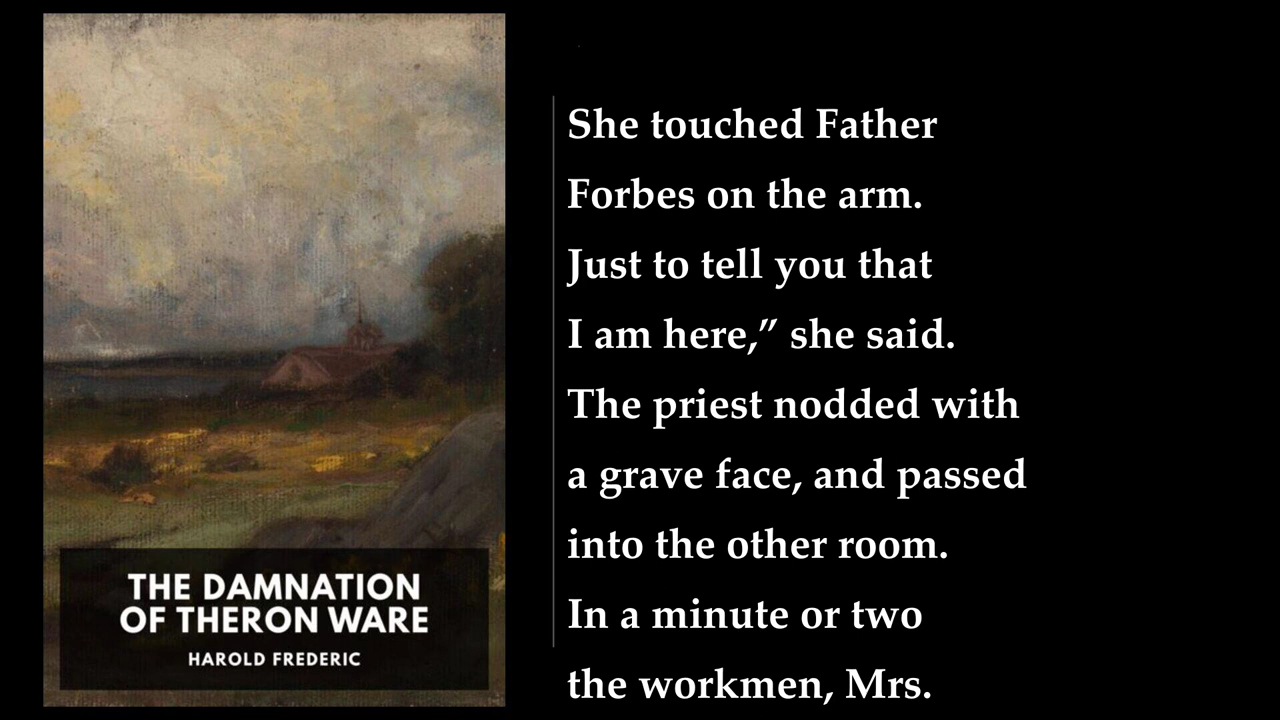 THE DAMNATION
OF THERON WARE
HAROLD FREDERIC
She touched Father
Forbes on the arm.
Just to tell you that
I am here,” she said.
The priest nodded with
a grave face, and passed
into the other room.
In a minute or two
the workmen, Mrs.